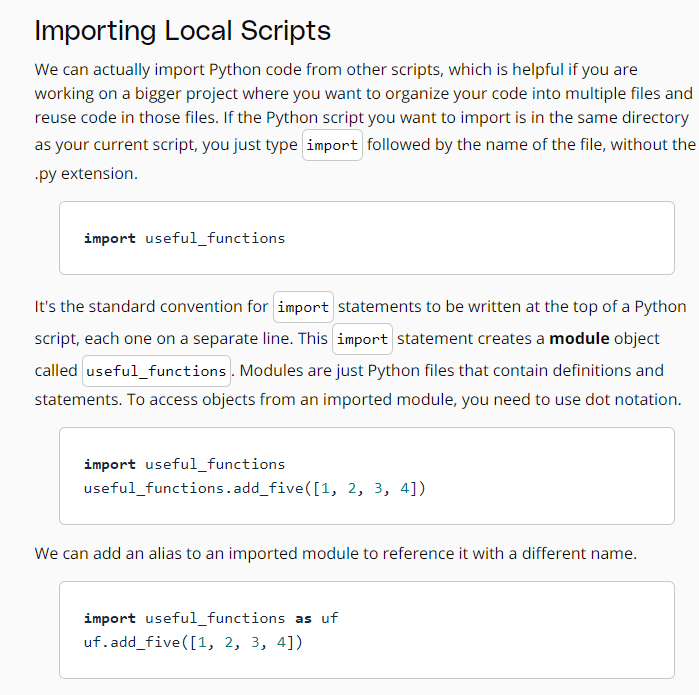 Importing Local Scripts
We can actually import Python code from other scripts, which is helpful if you are
working on a bigger project where you want to organize your code into multiple files and
reuse code in those files. If the Python script you want to import is in the same directory
as your current script, you just type import followed by the name of the file, without the
.py extension.
import useful_functions
It's the standard convention for import statements to be written at the top of a Python
script, each one on a separate line. This import statement creates a module object
called useful_functions. Modules are just Python files that contain definitions and
statements. To access objects from an imported module, you need to use dot notation.
import useful_functions
useful_functions.add_five([1, 2, 3, 4])
We can add an alias to an imported module to reference it with a different name.
import useful_functions as uf
uf.add_five([1, 2, 3, 4])